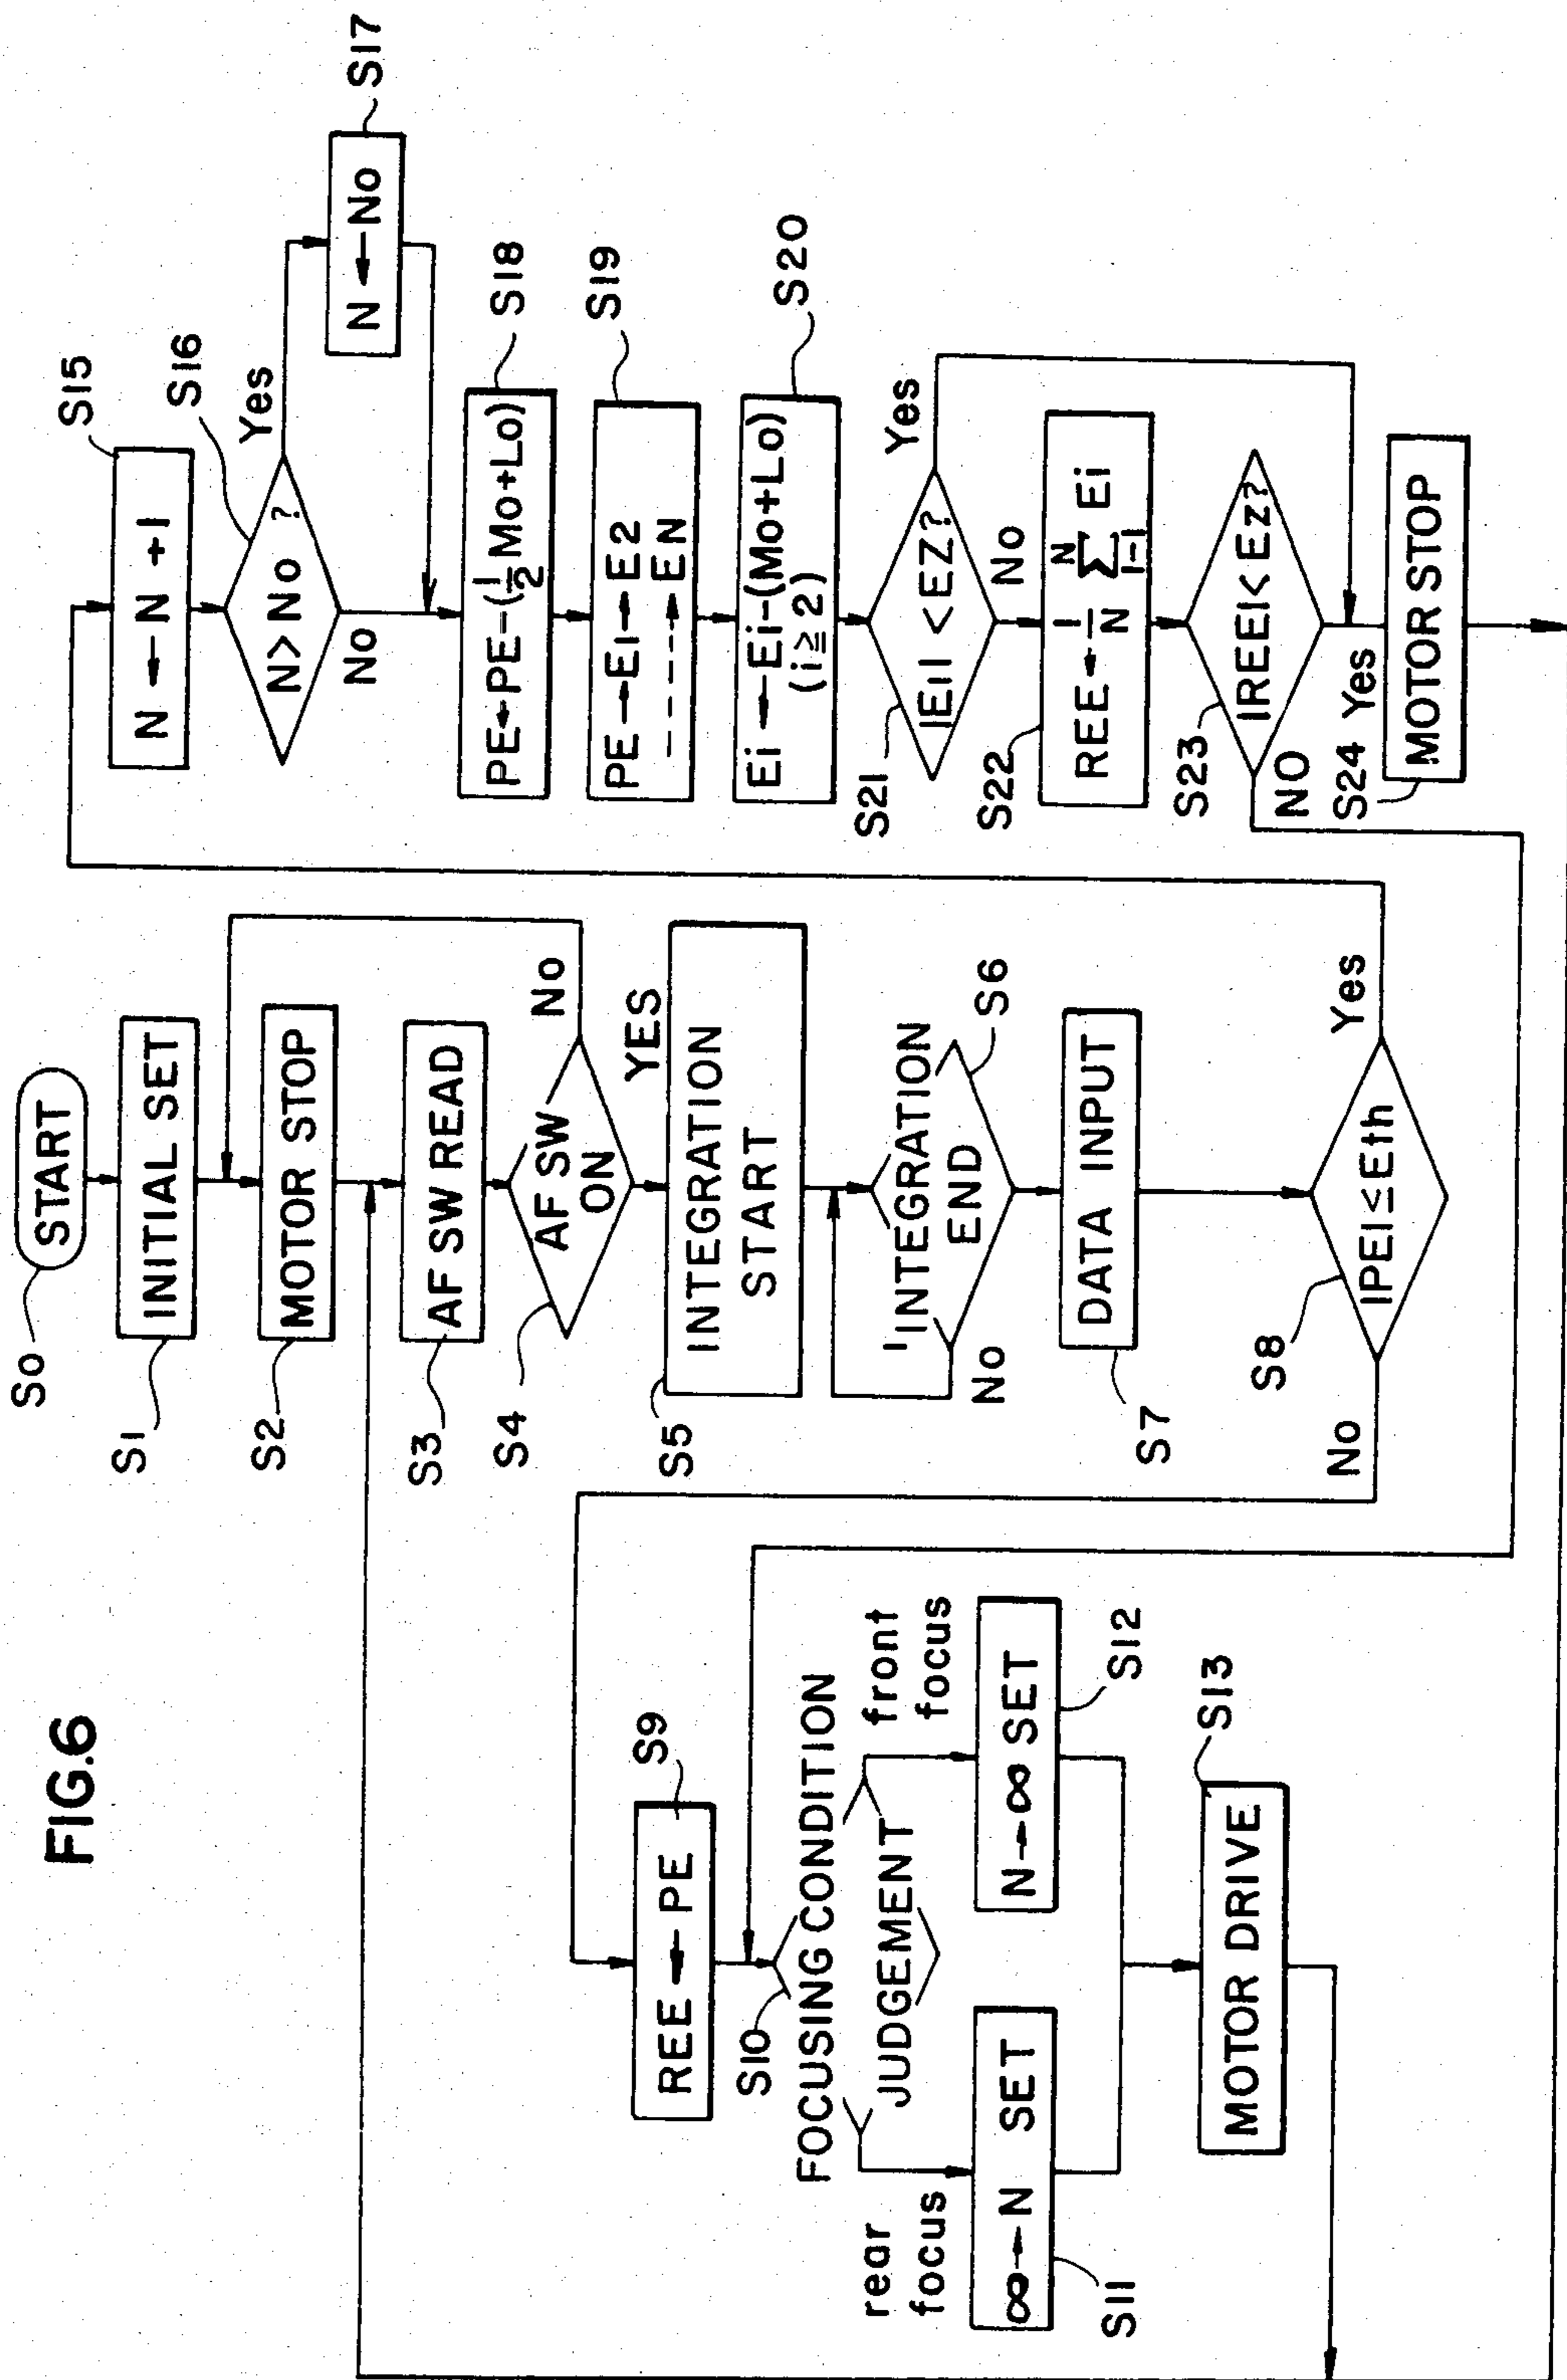 FIG.6
So
START
S1
INITIAL SET
S2
MOTOR STOP
S3
AF SW READ
S4
AF SW
ON
No
YES
S5
INTEGRATION
START
INTEGRATION
END
S6
No
S7
DATA INPUT
S8
|PE|≤Eth
Yes
No
S9
REE ← PE
S10
FOCUSING CONDITION
JUDGEMENT
rear
focus
front
focus
∞→N SET
S11
N→∞ SET
S12
S13
MOTOR DRIVE
S15
N ← N +1
S16
N>No ?
Yes
No
S17
N ← No
S18
PE←PE-(1/2Mo+Lo)
S19
PE→E1→E2
----→EN
S20
Ei←Ei-(Mo+Lo)
(i≧2)
S21
|E1| <EZ?
Yes
No
S22
REE ← 1/N N∑i-1 Ei
S23
|REE|< Ez?
NO
Yes
S24
MOTOR STOP